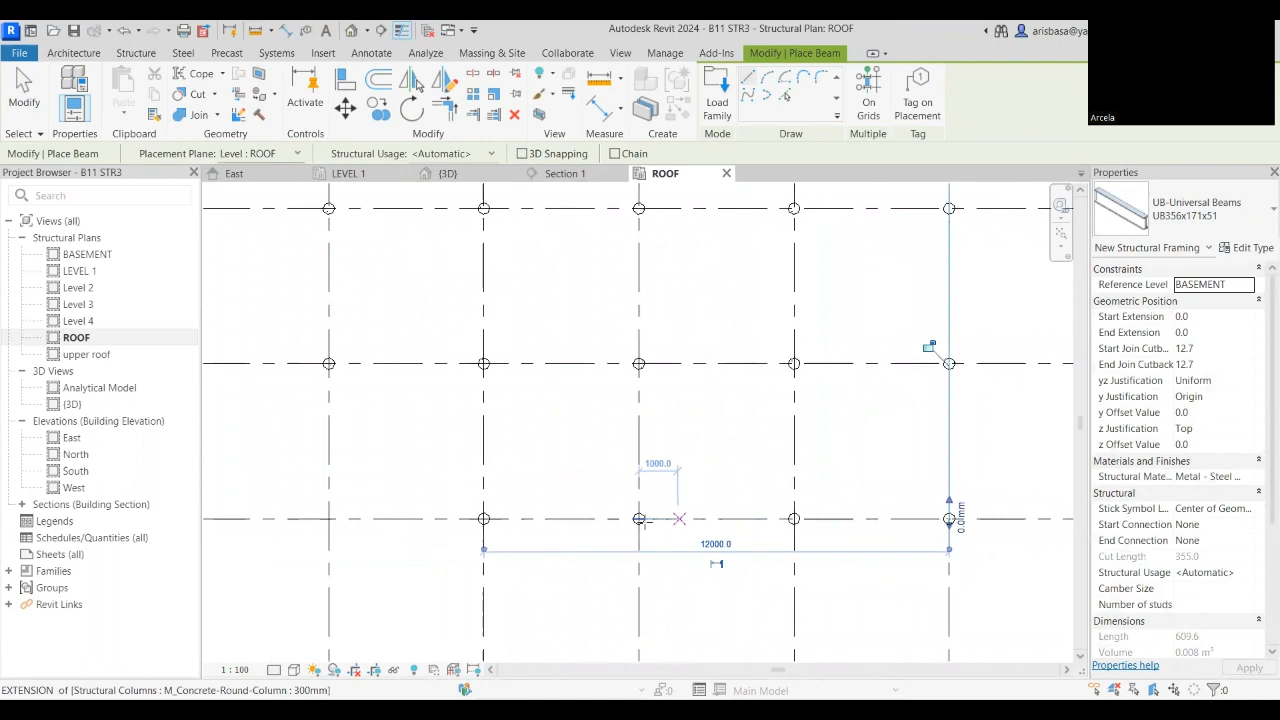 Autodesk Revit 2024 - B11 STR3 - Structural Plan: ROOF
arisbasa@ya
File Architecture Structure Steel Precast Systems Insert Annotate Analyze Massing & Site Collaborate View Manage Add-Ins Modify | Place Beam
Modify
Paste
Cope
Cut
Join
Activate
Load Family
On Grids
Tag on Placement
Select Properties Clipboard Geometry Controls Modify View Measure Create Mode Draw Multiple Tag
Arcela
Modify | Place Beam Placement Plane: Level : ROOF Structural Usage: <Automatic> 3D Snapping Chain
Project Browser - B11 STR3
East LEVEL 1 {3D} Section 1 ROOF
Search
Views (all)
Structural Plans
BASEMENT
LEVEL 1
Level 2
Level 3
Level 4
ROOF
upper roof
3D Views
Analytical Model
{3D}
Elevations (Building Elevation)
East
North
South
West
Sections (Building Section)
Legends
Schedules/Quantities (all)
Sheets (all)
Families
Groups
Revit Links
1000.0
12000.0
0.00mm
Properties
UB-Universal Beams
UB356x171x51
New Structural Framing Edit Type
Constraints
Reference Level BASEMENT
Geometric Position
Start Extension 0.0
End Extension 0.0
Start Join Cutb... 12.7
End Join Cutback 12.7
yz Justification Uniform
y Justification Origin
y Offset Value 0.0
z Justification Top
z Offset Value 0.0
Materials and Finishes
Structural Mate... Metal - Steel ...
Structural
Stick Symbol L... Center of Geom...
Start Connection None
End Connection None
Cut Length 355.0
Structural Usage <Automatic>
Camber Size
Number of studs
Dimensions
Length 609.6
Volume 0.008 m³
Properties help Apply
1 : 100
EXTENSION of [Structural Columns : M_Concrete-Round-Column : 300mm]
:0
Main Model
:0